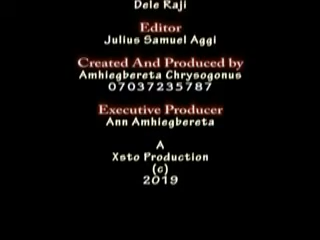 Dele Raji
Editor
Julius Samuel Aggi
Created And Produced by
Amhiegbereta Chrysogonus
07037235787
Executive Producer
Ann Amhiegbereta
A
Xsto Production
(c)
2019